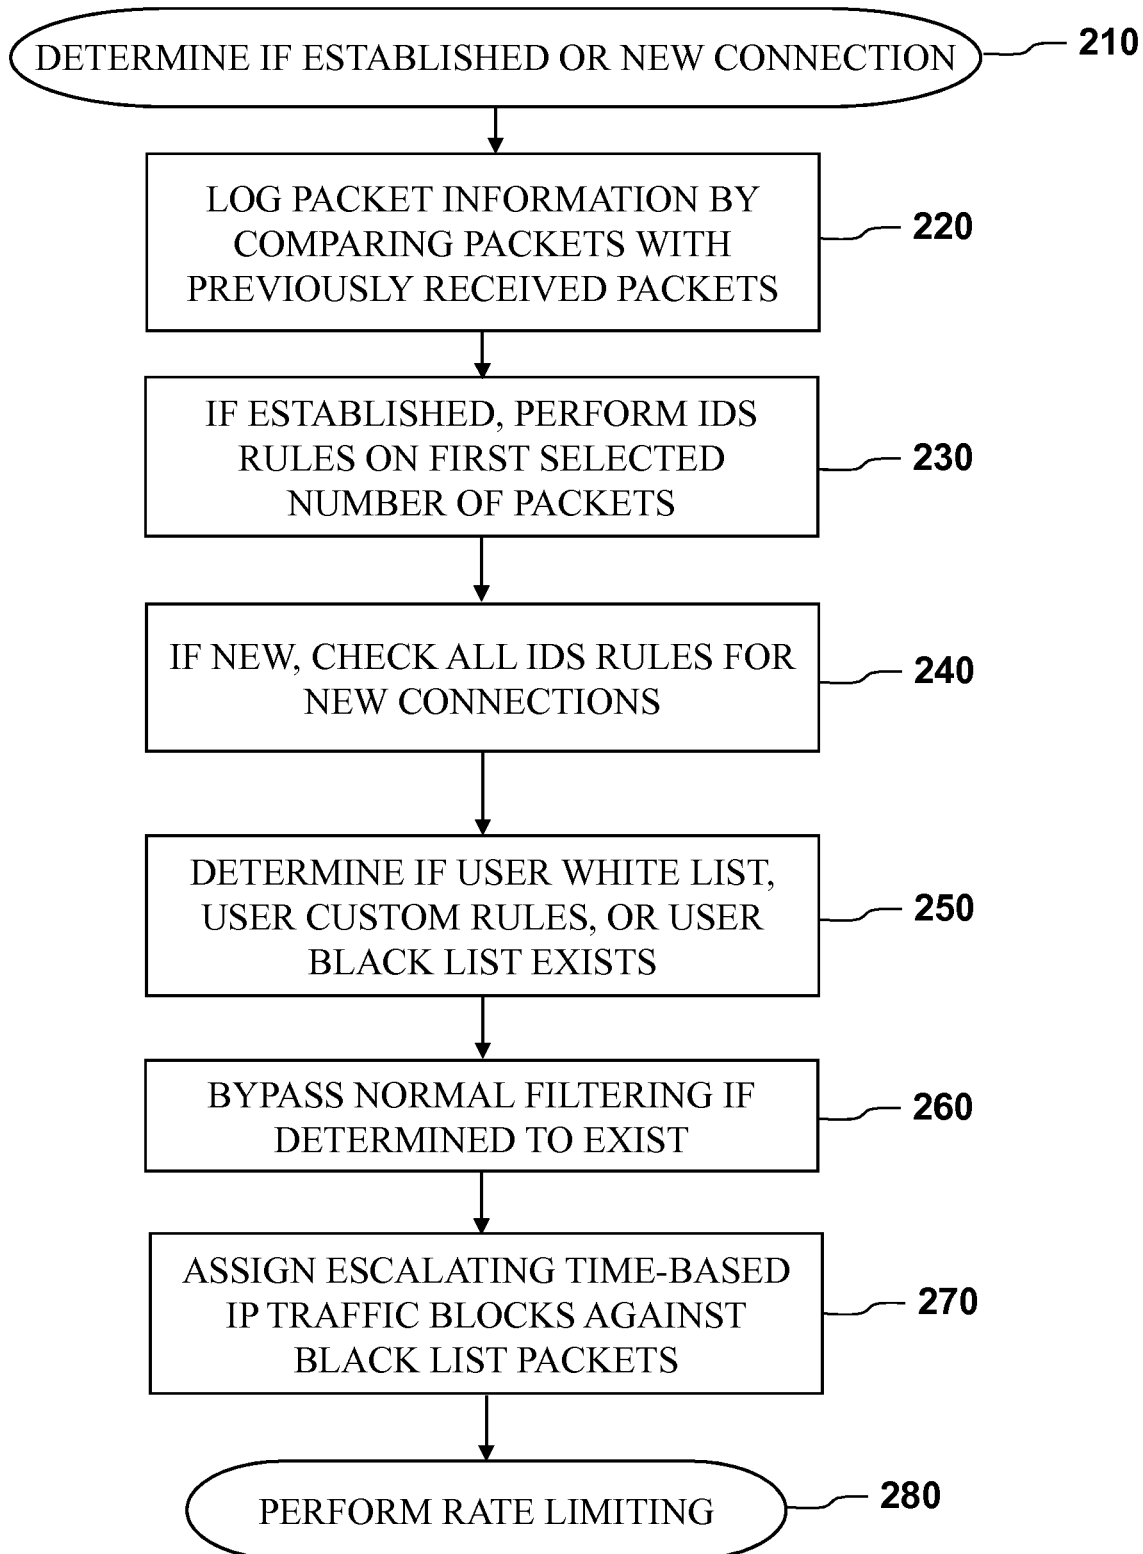 DETERMINE IF ESTABLISHED OR NEW CONNECTION
210
LOG PACKET INFORMATION BY
COMPARING PACKETS WITH
PREVIOUSLY RECEIVED PACKETS
220
IF ESTABLISHED, PERFORM IDS
RULES ON FIRST SELECTED
NUMBER OF PACKETS
230
IF NEW, CHECK ALL IDS RULES FOR
NEW CONNECTIONS
240
DETERMINE IF USER WHITE LIST,
USER CUSTOM RULES, OR USER
BLACK LIST EXISTS
250
BYPASS NORMAL FILTERING IF
DETERMINED TO EXIST
260
ASSIGN ESCALATING TIME-BASED
IP TRAFFIC BLOCKS AGAINST
BLACK LIST PACKETS
270
PERFORM RATE LIMITING
280